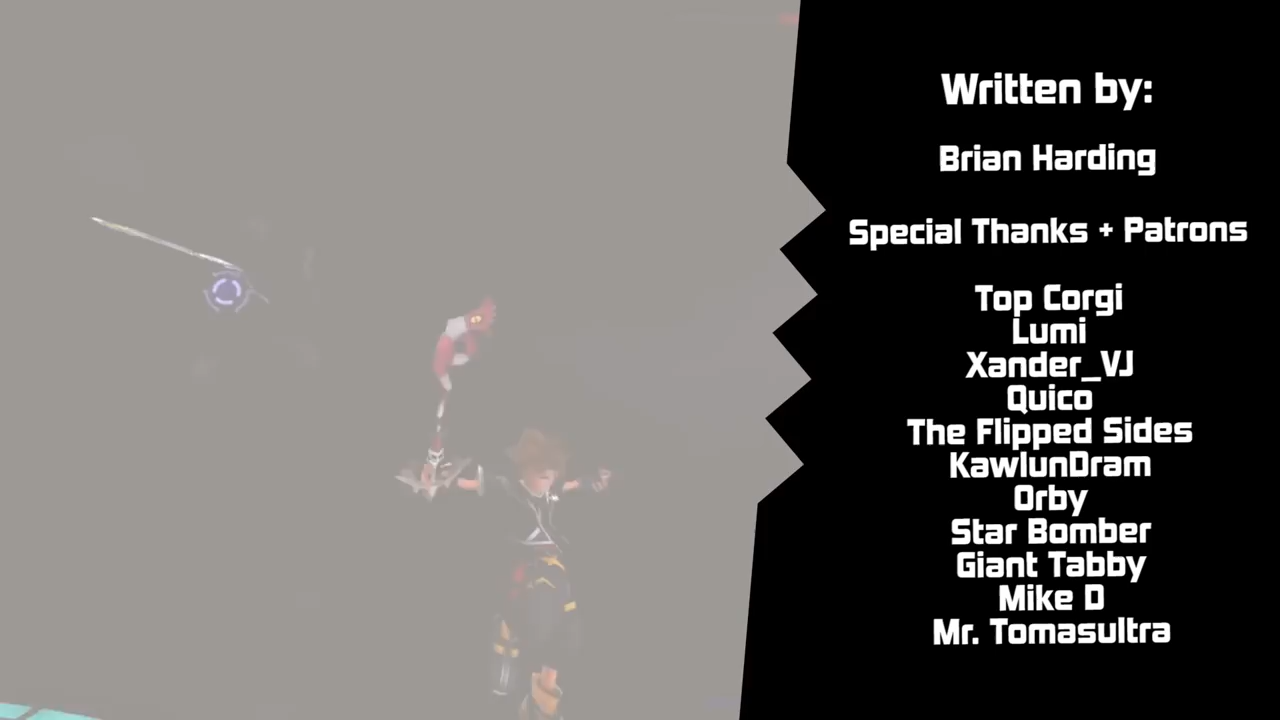 Written by:
Brian Harding
Special Thanks + Patrons
Top Corgi
Lumi
Xander_VJ
Quico
The Flipped Sides
KawlunDram
Orby
Star Bomber
Giant Tabby
Mike D
Mr. Tomasultra